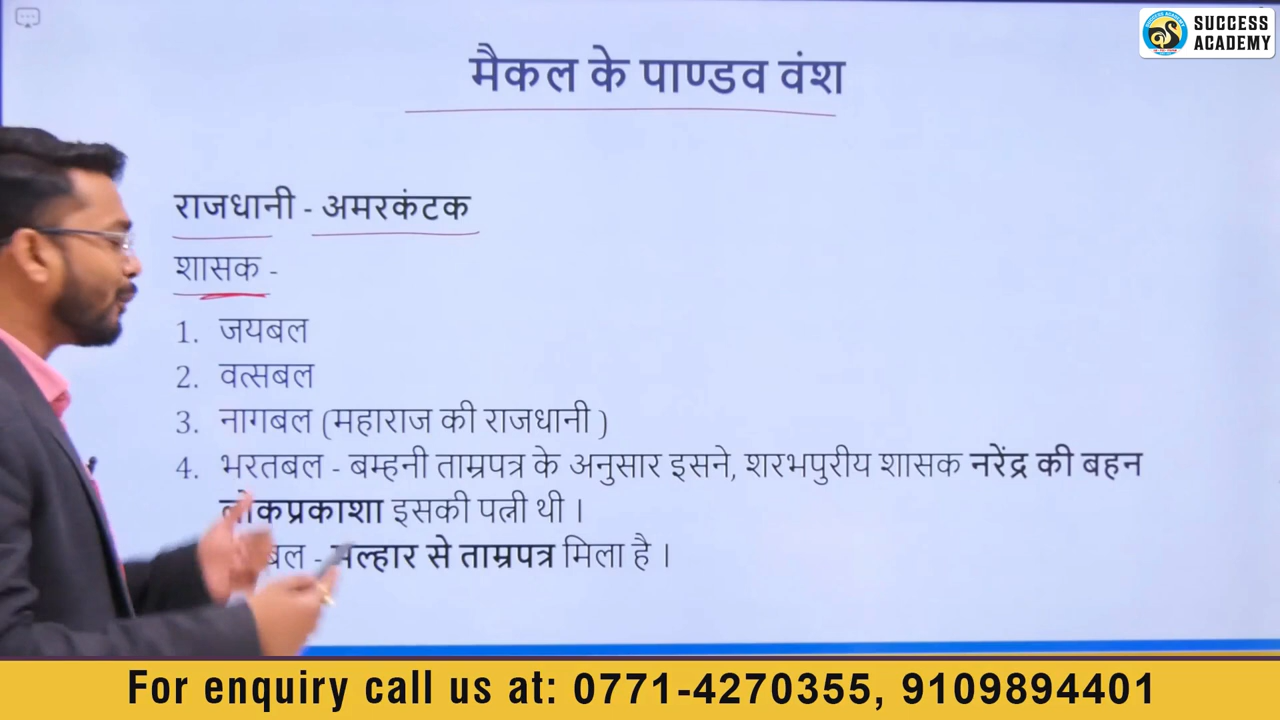 SUCCESS
ACADEMY
मैकल के पाण्डव वंश
राजधानी - अमरकंटक
शासक -
1. जयबल
2. वत्सबल
3. नागबल (महाराज की राजधानी )
4. भरतबल - बम्हनी ताम्रपत्र के अनुसार इसने, शरभपुरीय शासक नरेंद्र की बहन
लोकप्रकाशा इसकी पत्नी थी ।
- मल्हार से ताम्रपत्र मिला है ।
For enquiry call us at: 0771-4270355, 9109894401